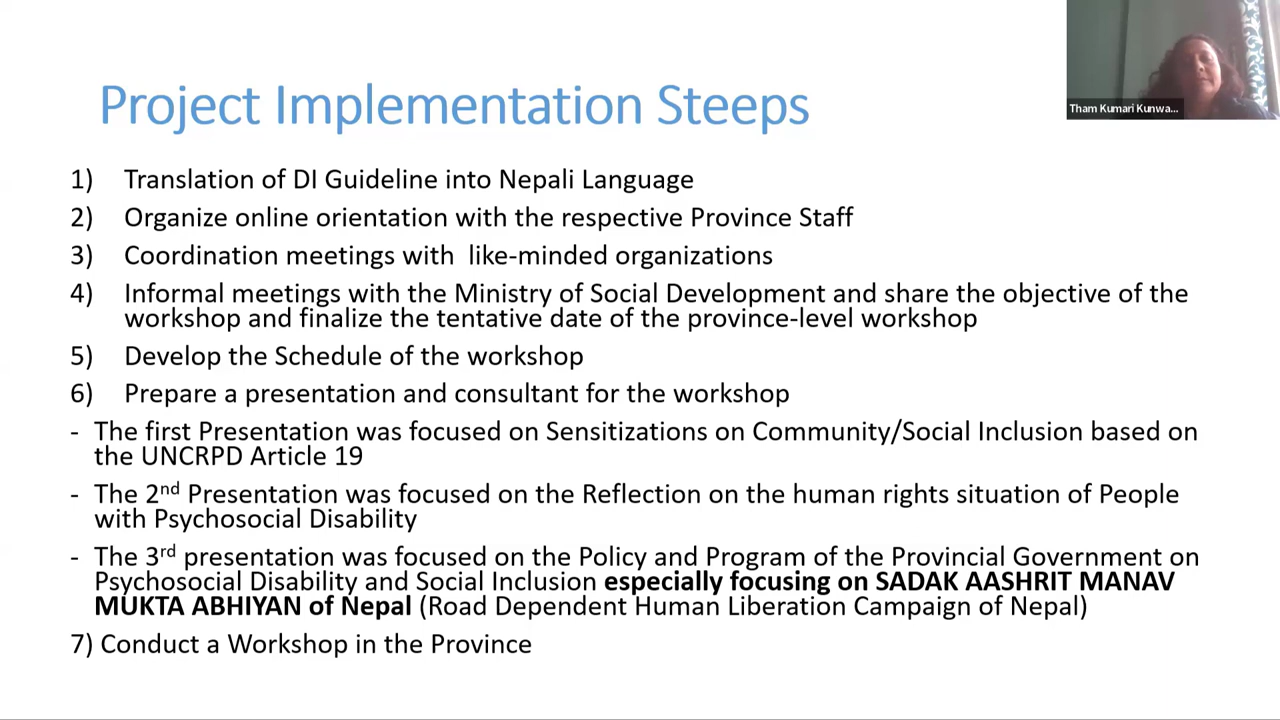 Tham Kumari Kunwa...
Project Implementation Steeps
1) Translation of DI Guideline into Nepali Language
2) Organize online orientation with the respective Province Staff
3) Coordination meetings with like-minded organizations
4) Informal meetings with the Ministry of Social Development and share the objective of the
workshop and finalize the tentative date of the province-level workshop
5) Develop the Schedule of the workshop
6) Prepare a presentation and consultant for the workshop
- The first Presentation was focused on Sensitizations on Community/Social Inclusion based on
the UNCRPD Article 19
- The 2nd Presentation was focused on the Reflection on the human rights situation of People
with Psychosocial Disability
- The 3rd presentation was focused on the Policy and Program of the Provincial Government on
Psychosocial Disability and Social Inclusion especially focusing on SADAK AASHRIT MANAV
MUKTA ABHIYAN of Nepal (Road Dependent Human Liberation Campaign of Nepal)
7) Conduct a Workshop in the Province